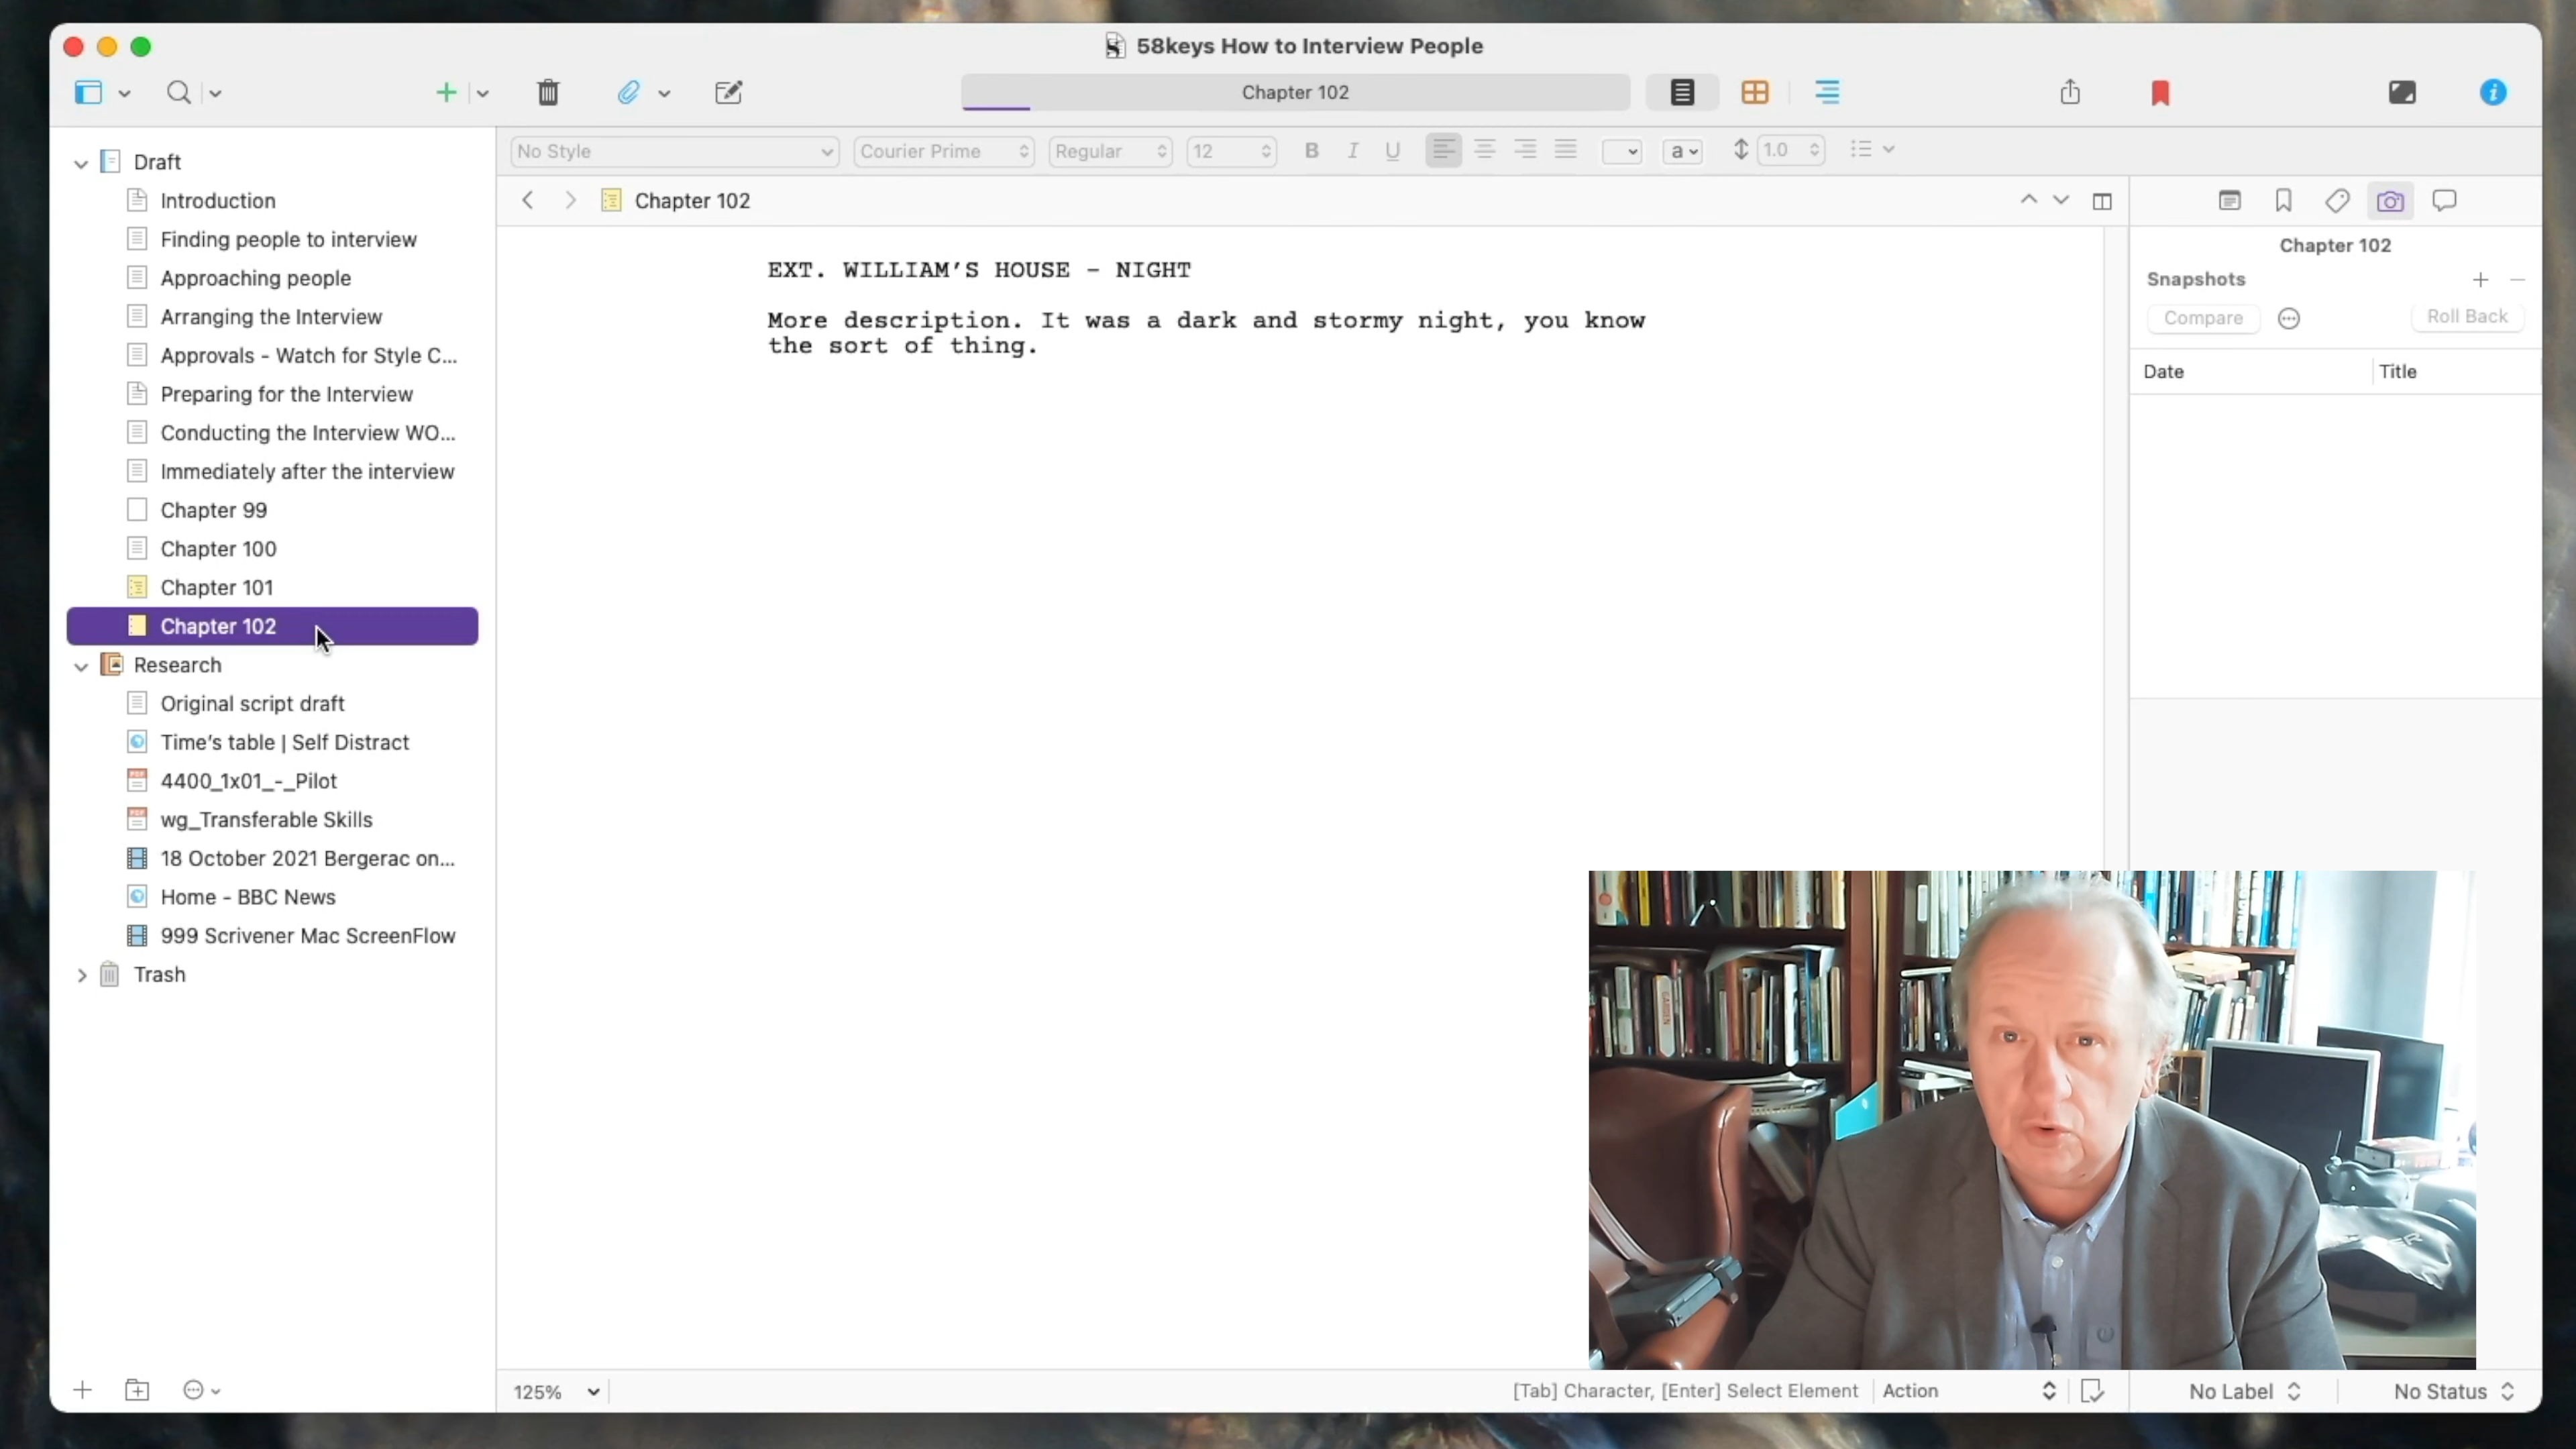 58keys How to Interview People
Chapter 102
No Style
Courier Prime
Regular
12
B I U
a
1.0
Draft
Introduction
Finding people to interview
Approaching people
Arranging the Interview
Approvals - Watch for Style C...
Preparing for the Interview
Conducting the Interview WO...
Immediately after the interview
Chapter 99
Chapter 100
Chapter 101
Chapter 102
Research
Original script draft
Time's table | Self Distract
4400_1x01_-_Pilot
wg_Transferable Skills
18 October 2021 Bergerac on...
Home - BBC News
999 Scrivener Mac ScreenFlow
Trash
Chapter 102
EXT. WILLIAM'S HOUSE - NIGHT
More description. It was a dark and stormy night, you know
the sort of thing.
Chapter 102
Snapshots
Compare
Roll Back
Date
Title
125%
[Tab] Character, [Enter] Select Element
Action
No Label
No Status